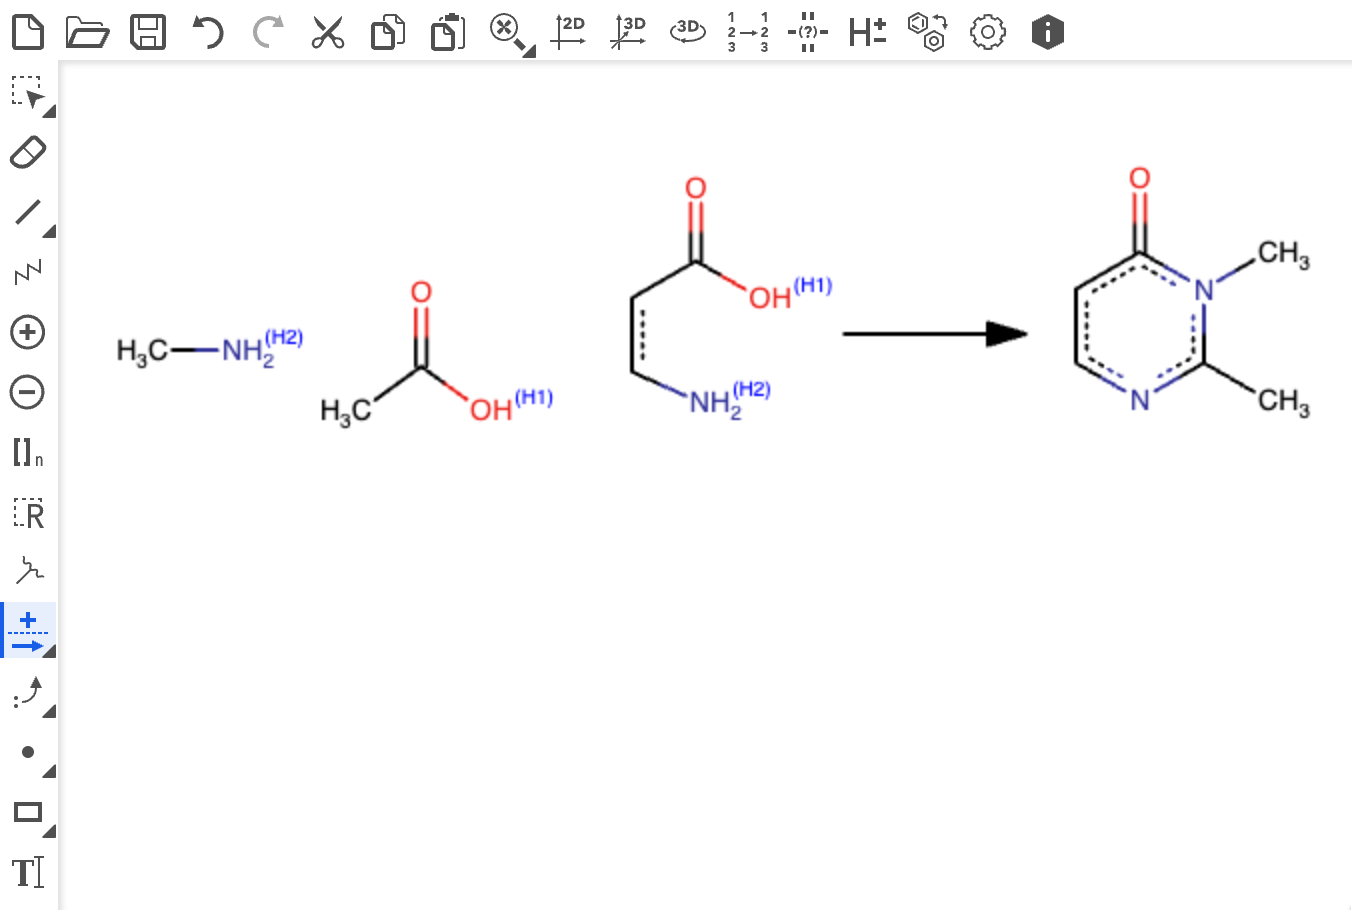 2D 3D 3D 1 2 3 1 2 3 (?) H±
[]n
R
T
H3C NH2 (H2)
O
H3C OH (H1)
O
OH (H1)
NH2 (H2)
O
CH3
N
N
CH3